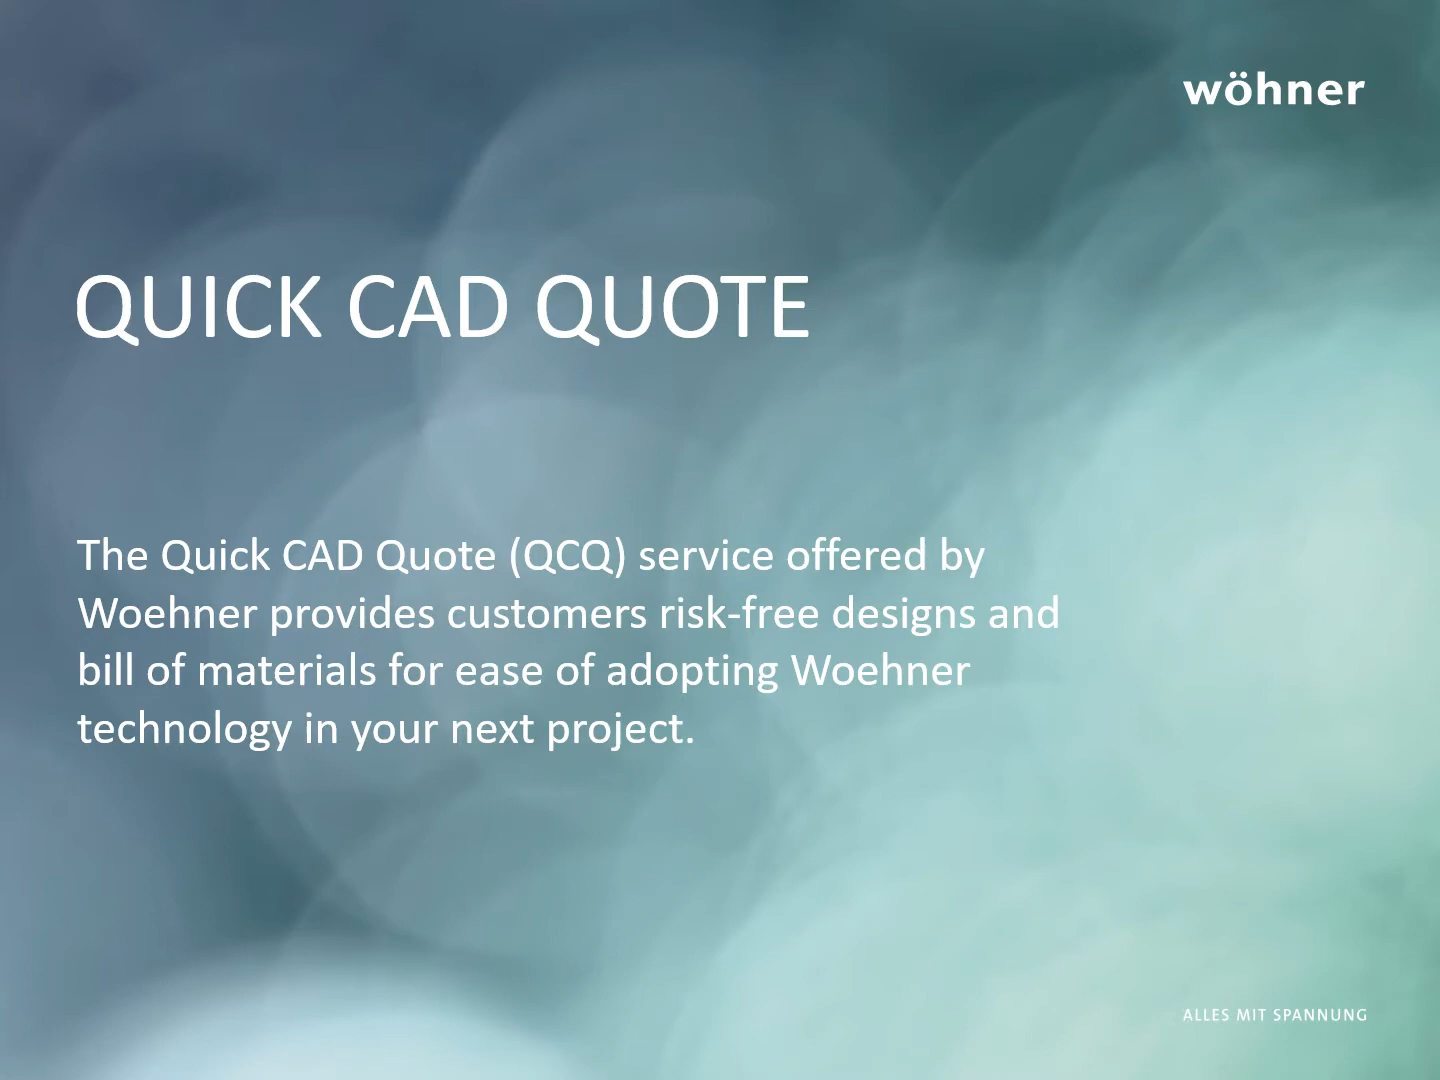 wöhner
QUICK CAD QUOTE
The Quick CAD Quote (QCQ) service offered by
Woehner provides customers risk-free designs and
bill of materials for ease of adopting Woehner
technology in your next project.
ALLES MIT SPANNUNG